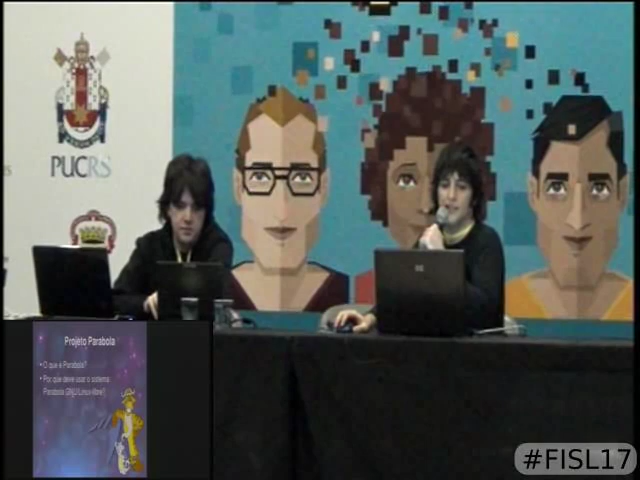 PUCRS
Projeto Parabola
• O que é Parabola?
• Por que deve usar o sistema
Parabola GNU/Linux-libre?
#FISL17